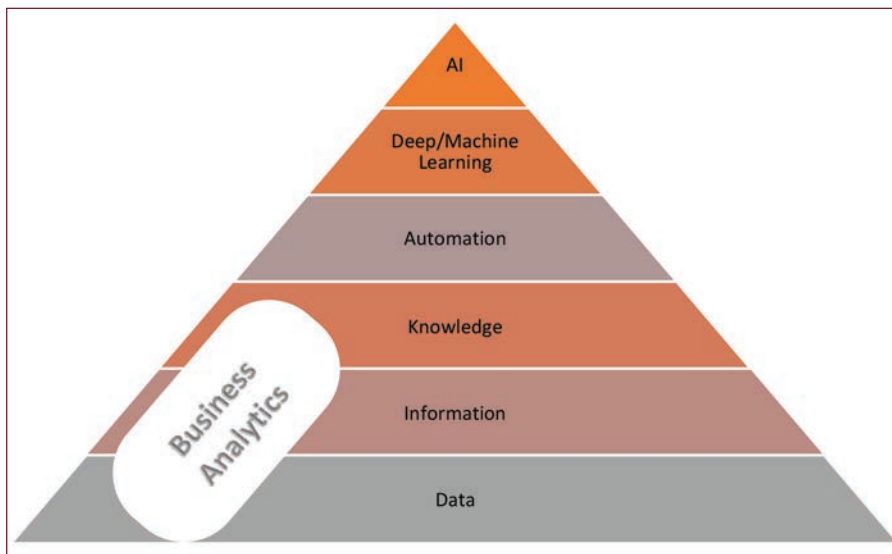 AI
Deep/Machine
Learning
Automation
Knowledge
Information
Data
Business
Analytics